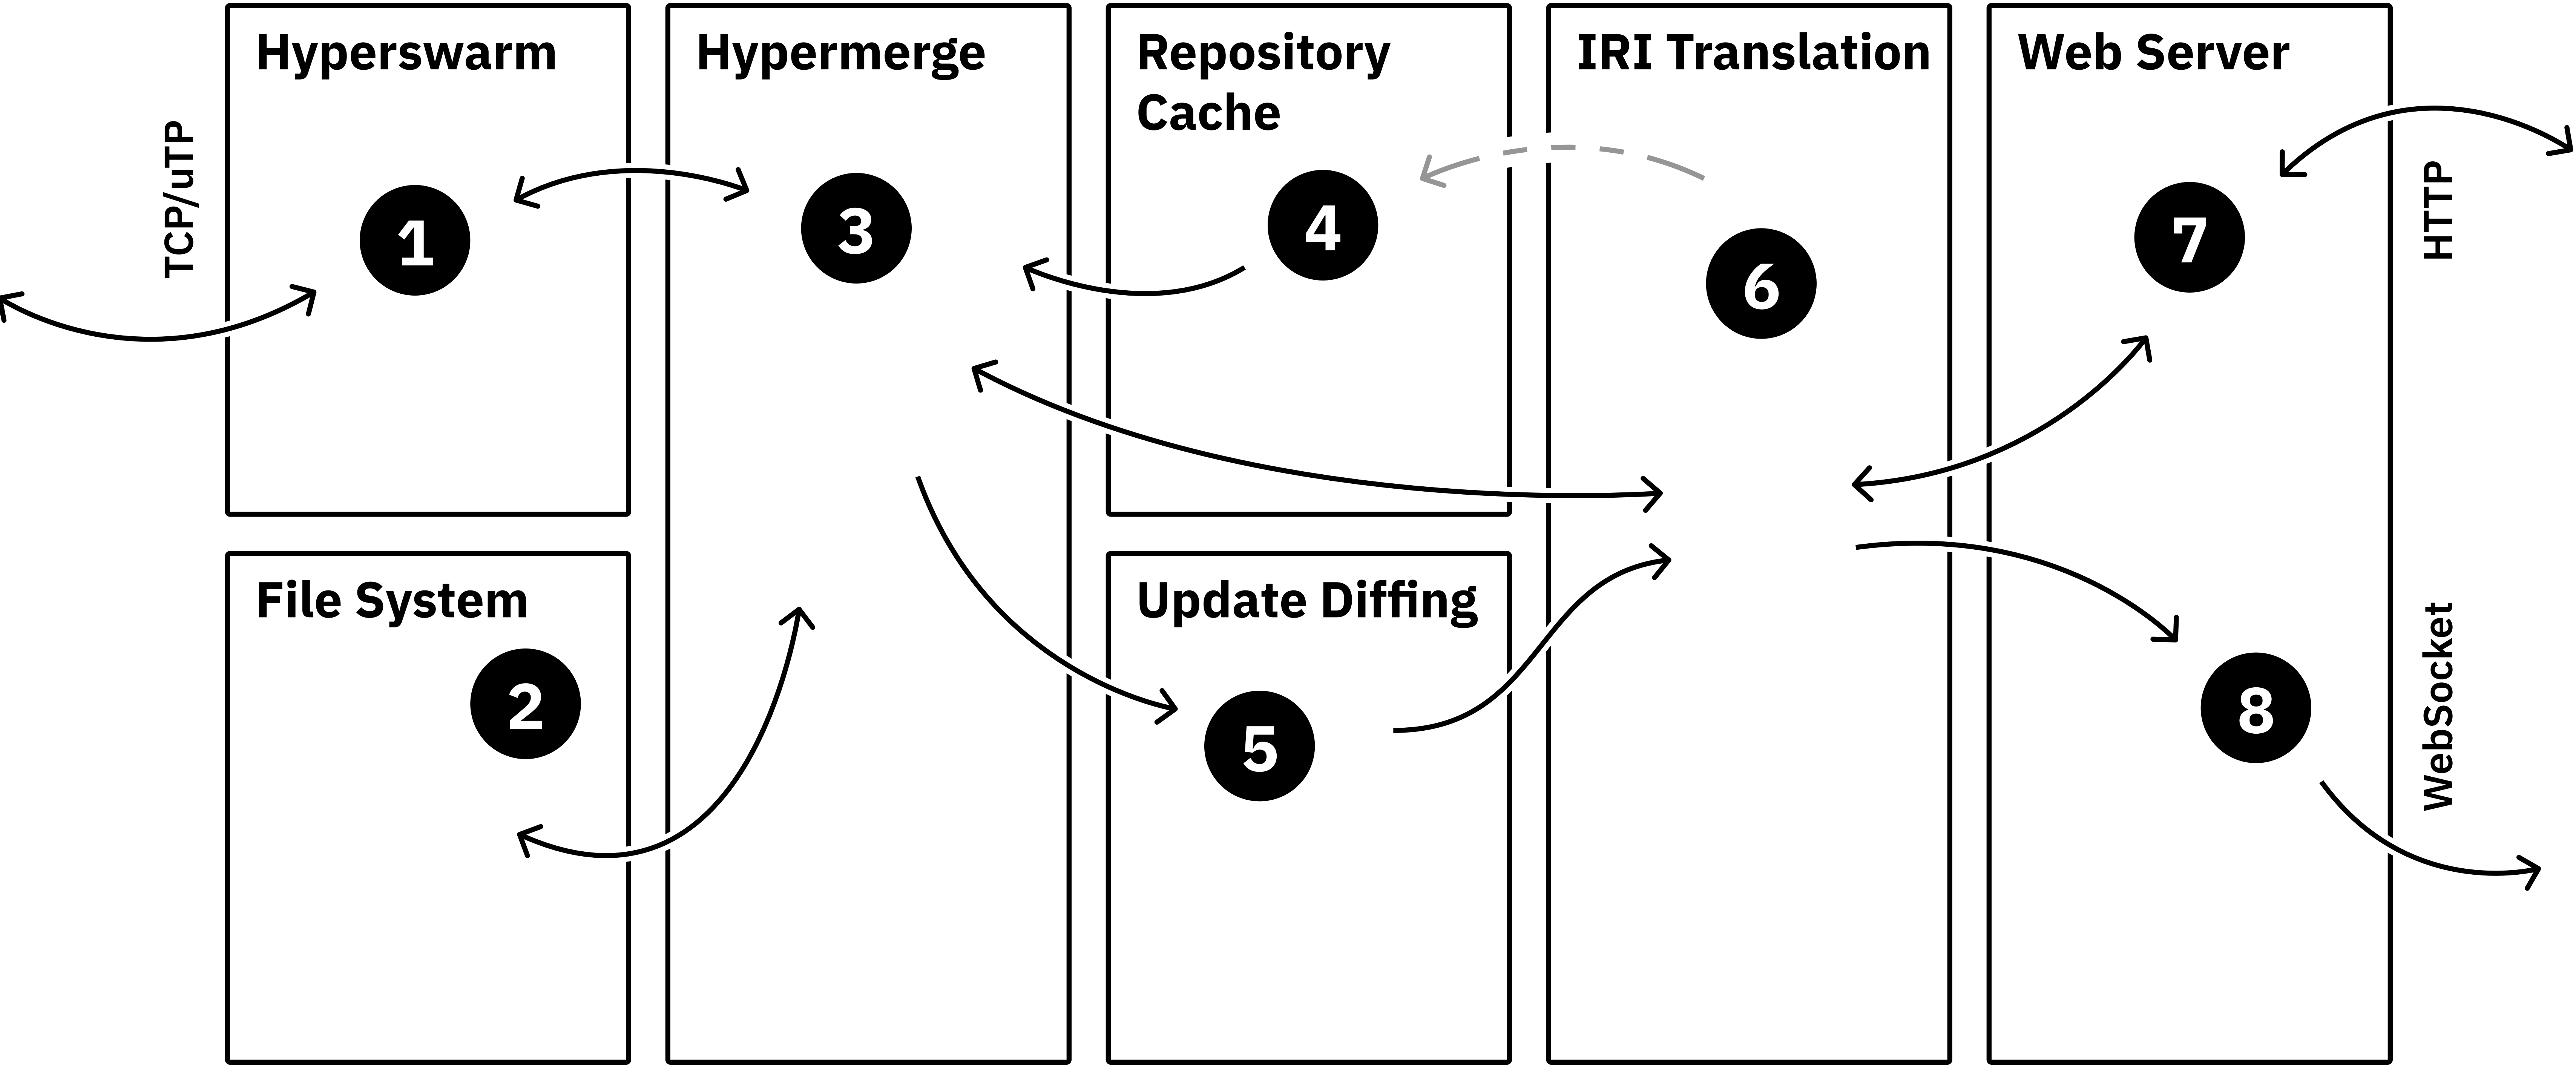 TCP/uTP
Hyperswarm
1
File System
2
Hypermerge
3
Repository
Cache
4
Update Diffing
5
IRI Translation
6
Web Server
7
8
HTTP
WebSocket